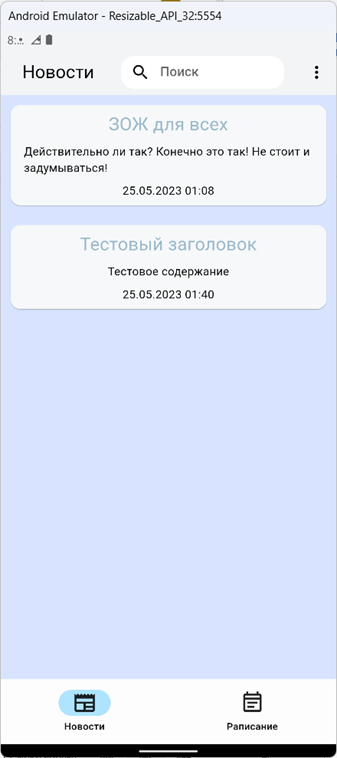 Android Emulator - Resizable_API_32:5554
8:...
Новости
Поиск
ЗОЖ для всех
Действительно ли так? Конечно это так! Не стоит и
задумываться!
25.05.2023 01:08
Тестовый заголовок
Тестовое содержание
25.05.2023 01:40
Новости
Раписание